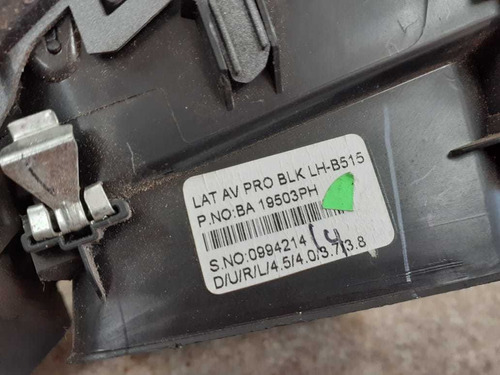 LAT AV PRO BLK LH-B515
P.NO:BA 19503PH
S.NO:0994214
D/U/R/L/4.5/4.0/3.7/3.8